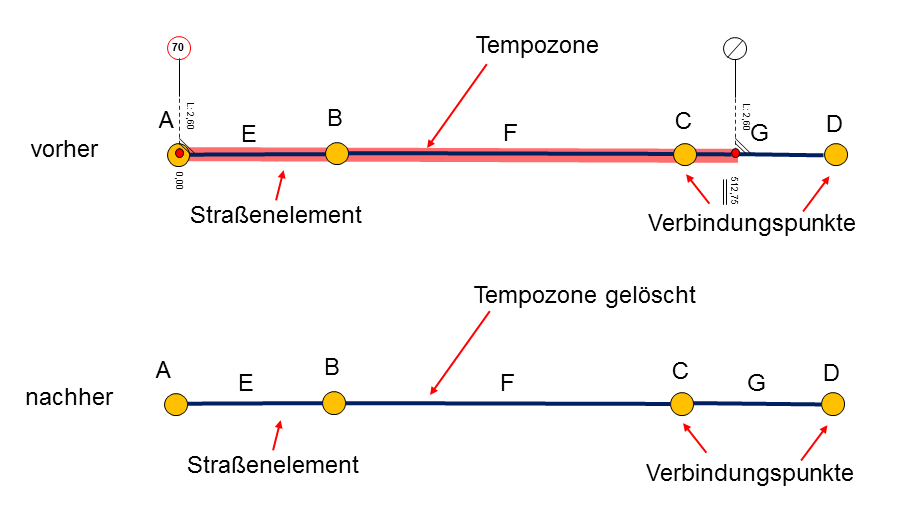 70
Tempozone
L: 2,60
L: 2,60
A
E
B
F
C
G
D
vorher
0,00
512,75
Straßenelement
Verbindungspunkte
Tempozone gelöscht
A
E
B
F
C
G
D
nachher
Straßenelement
Verbindungspunkte